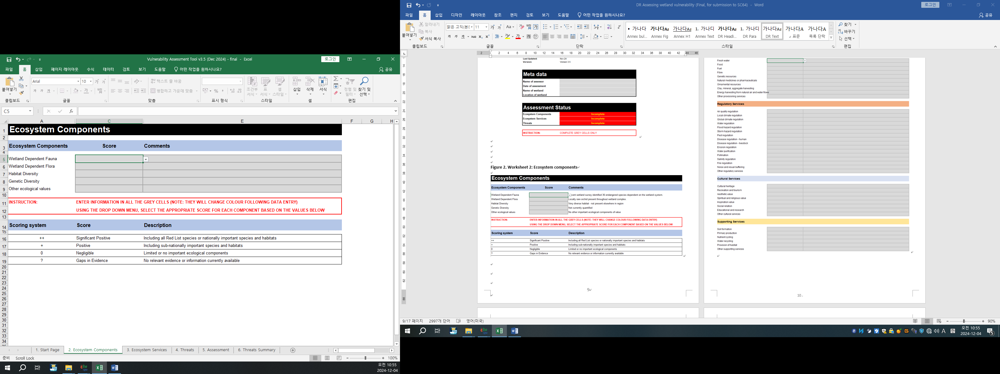 Vulnerability Assessment Tool v3.5 (Dec 2024) - final - Excel
로그인
파일 홈 삽입 페이지 레이아웃 수식 데이터 검토 보기 도움말 어떤 작업을 원하시나요? 공유
붙여넣기
Arial 10
텍스트 줄 바꿈
병합하고 가운데 맞춤
조건부 서식
표 서식
셀 스타일
삽입 삭제 서식
정렬 및 필터
찾기 및 선택
클립보드 글꼴 맞춤 표시 형식 스타일 셀 편집
C5
A C E F G H
Ecosystem Components
Ecosystem Components Score Comments
Wetland Dependent Fauna
Wetland Dependent Flora
Habitat Diversity
Genetic Diversity
Other ecological values
INSTRUCTION: ENTER INFORMATION IN ALL THE GREY CELLS (NOTE: THEY WILL CHANGE COLOUR FOLLOWING DATA ENTRY)
USING THE DROP DOWN MENU, SELECT THE APPROPRIATE SCORE FOR EACH COMPONENT BASED ON THE VALUES BELOW
Scoring system Score Description
++ Significant Positive Including all Red List species or nationally important species and habitats
+ Positive Including sub-nationally important species and habitats
0 Negligible Limited or no important ecological components
? Gaps in Evidence No relevant evidence or information currently available
1. Start Page 2. Ecosystem Components 3. Ecosystem Services 4. Threats 5. Assessment 6. Threats Summary
준비 Scroll Lock 100%
오전 10:55
2024-12-04
DR Assessing wetland vulnerability (Final, for submission to SC64) - Word
로그인
파일 홈 삽입 디자인 레이아웃 참조 편지 검토 보기 도움말 어떤 작업을 원하시나요? 공유
붙여넣기
잘라내기
복사
서식 복사
맑은 고딕(본 11
가나다 가나다Aa 가나다Aa 1. 가나디 가나다Aa 1. 가나디 가나다Aa 가나다A 가나다A
Annex bul... Annex Fig Annex H1 Annex Text DR Headi... DR Para DR Text 표준 목록 단락
찾기
바꾸기
선택
클립보드 글꼴 단락 스타일 편집
Last Updated: Nov-24
Version: Version 3.5
Meta data
Name of assessor
Date of assessment
Name of wetland
Location of wetland
Assessment Status
Ecosystem Components Incomplete
Ecosystem Services Incomplete
Threats Incomplete
INSTRUCTION: COMPLETE GREY CELLS ONLY
Figure 2. Worksheet 2: Ecosystem components
Ecosystem Components
Ecosystem Components Score Comments
Wetland Dependent Fauna cent wetland survey identified 36 endangered species dependent on the wetland system.
Wetland Dependent Flora Locally rare orchid present throughout wetland complex.
Habitat Diversity Very diverse habitat - not present elsewhere in region
Genetic Diversity Not currently quantified
Other ecological values No other important ecological components of value
INSTRUCTION: ENTER INFORMATION IN ALL THE GREY CELLS (NOTE: THEY WILL CHANGE COLOUR FOLLOWING DATA ENTRY)
USING THE DROP DOWN MENU, SELECT THE APPROPRIATE SCORE FOR EACH COMPONENT BASED ON THE VALUES BELOW
Scoring system Score Description
++ Significant Positive Including all Red List species or nationally important species and habitats
+ Positive Including sub-nationally important species and habitats
0 Negligible Limited or no important ecological components
? Gaps in Evidence No relevant evidence or information currently available
9
Fresh water
Food
Fuel
Fibre
Genetic resources
Natural medicines or pharmaceuticals
Ornamental resources
Clay, mineral, aggregate harvesting
Energy harvesting from natural air and water flows
Other provisioning services
Regulatory Services
Air quality regulation
Local climate regulation
Global climate regulation
Water regulation
Flood hazard regulation
Storm hazard regulation
Pest regulation
Disease regulation - human
Disease regulation - livestock
Erosion regulation
Water purification
Pollination
Salinity regulation
Fire regulation
Noise and visual buffering
Other regulatory services
Cultural Services
Cultural heritage
Recreation and tourism
Aesthetic value
Spiritual and religious value
Inspiration value
Social relation
Educational and research
Other cultural services
Supporting Services
Soil formation
Primary production
Nutrient cycling
Water recycling
Provision of habitat
Other supporting services
10
9/17 페이지 2997개 단어 영어(미국) 90%
오전 10:55
2024-12-04